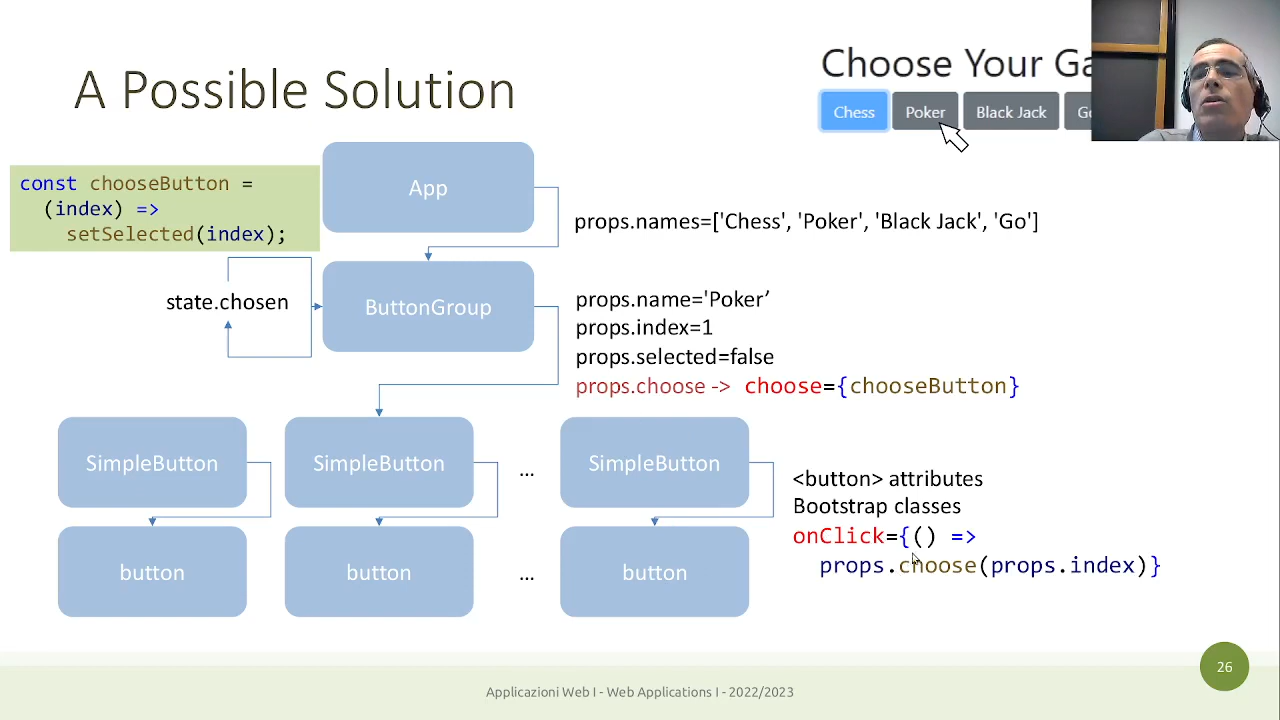 A Possible Solution
Choose Your Ga
Chess
Poker
Black Jack
Go
const chooseButton =
(index) =>
setSelected(index);
App
props.names=['Chess', 'Poker', 'Black Jack', 'Go']
state.chosen
ButtonGroup
props.name='Poker’
props.index=1
props.selected=false
props.choose -> choose={chooseButton}
SimpleButton
SimpleButton
...
SimpleButton
<button> attributes
Bootstrap classes
onClick={() =>
props.choose(props.index)}
button
button
...
button
26
Applicazioni Web I - Web Applications I - 2022/2023